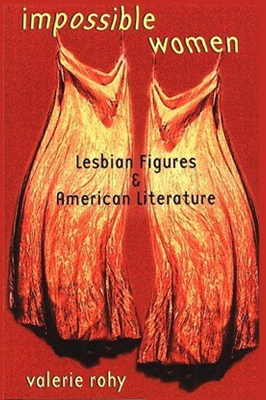 impossible
women
Lesbian Figures
&
American Literature
valerie rohy